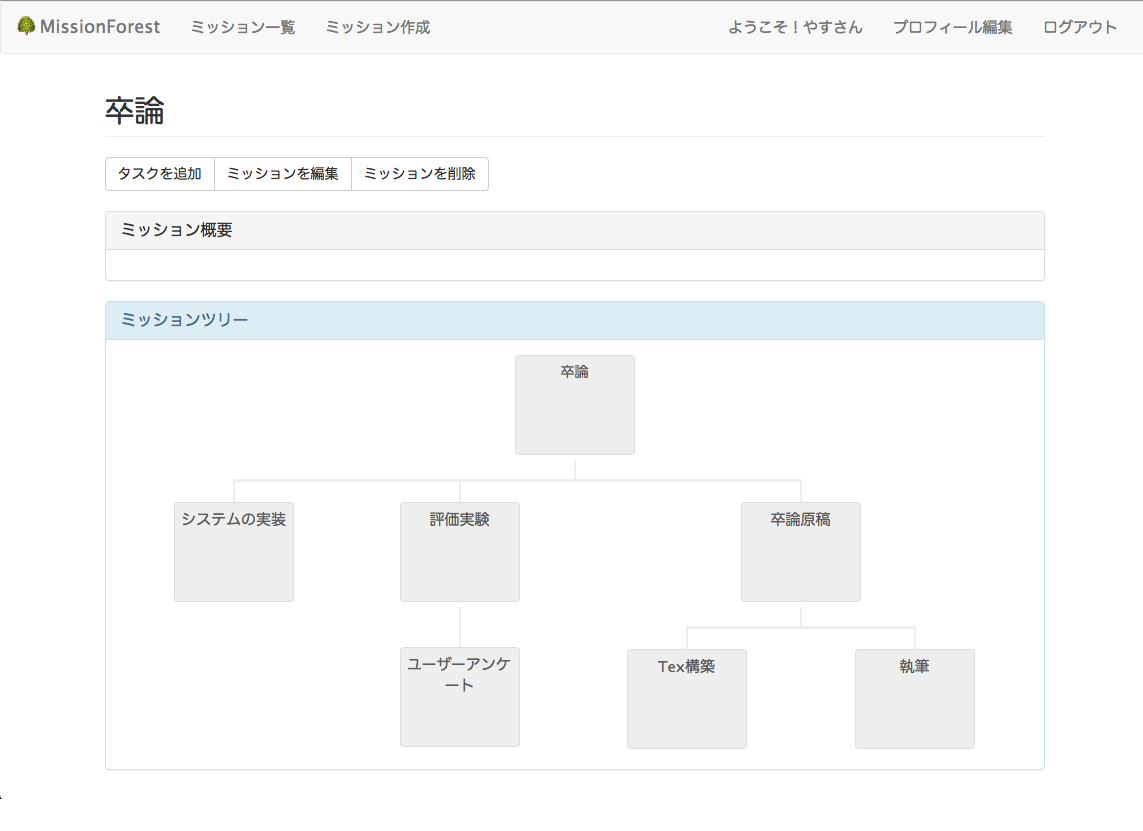 MissionForest ミッション一覧 ミッション作成 ようこそ！やすさん プロフィール編集 ログアウト
卒論
タスクを追加 ミッションを編集 ミッションを削除
ミッション概要
ミッションツリー
卒論
システムの実装 評価実験 卒論原稿
ユーザーアンケ
ート
Tex構築 執筆